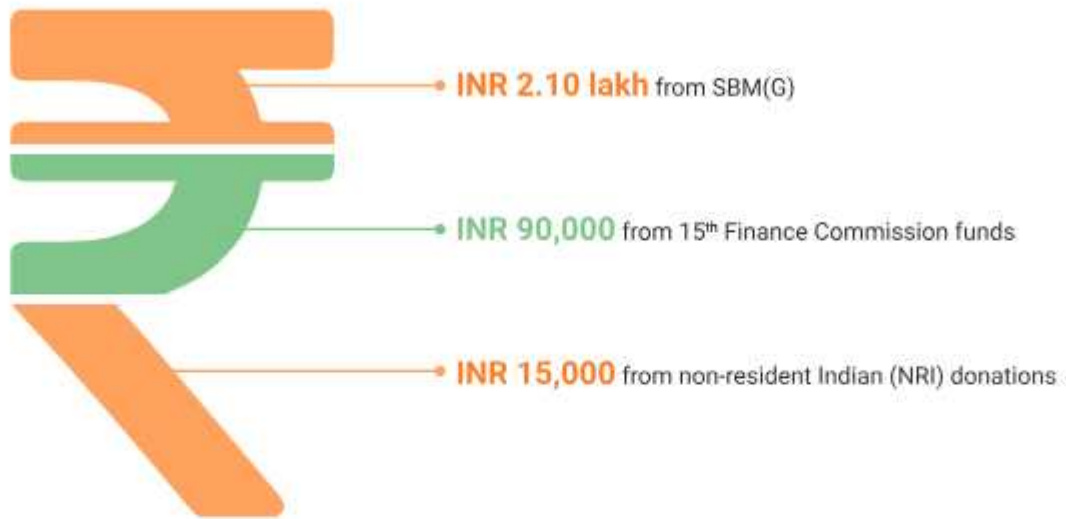 INR 2.10 lakh from SBM(G)
INR 90,000 from 15th Finance Commission funds
INR 15,000 from non-resident Indian (NRI) donations